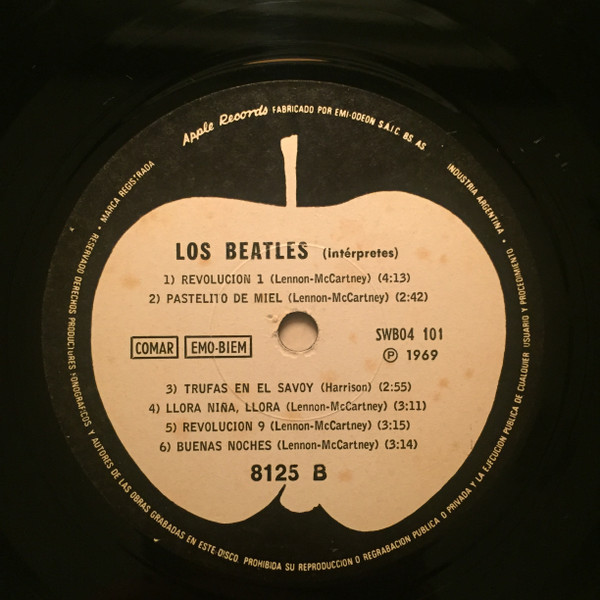 Apple Records FABRICADO POR EMI-ODEON S.A.I.C. BS. AS.
INDUSTRIA ARGENTINA •
• MARCA REGISTRADA
LOS BEATLES (intérpretes)
1) REVOLUCION 1 (Lennon-McCartney) (4:13)
2) PASTELITO DE MIEL (Lennon-McCartney) (2:42)
COMAR EMO-BIEM
SWBO4 101
℗ 1969
3) TRUFAS EN EL SAVOY (Harrison) (2:55)
4) LLORA NIÑA, LLORA (Lennon-McCartney) (3:11)
5) REVOLUCION 9 (Lennon-McCartney) (3:15)
6) BUENAS NOCHES (Lennon-McCartney) (3:14)
8125 B
RESERVADO DERECHOS PRODUCTORES FONOGRAFICOS Y AUTORES DE LAS OBRAS GRABADAS EN ESTE DISCO. PROHIBIDA SU REPRODUCCION O REGRABACION PUBLICA O PRIVADA Y LA EJECUCION PUBLICA DE CUALQUIER USUARIO Y PROCEDIMIENTO